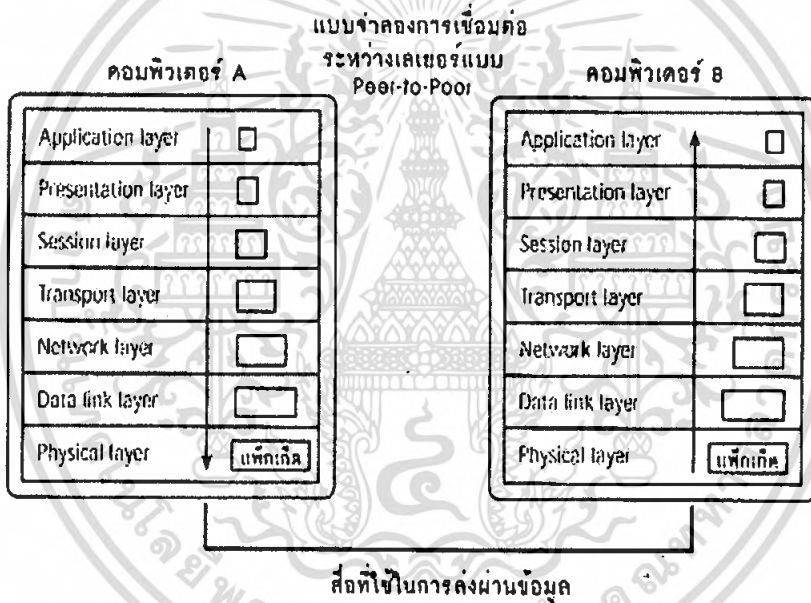 แบบจำลองการเชื่อมต่อ
ระหว่างเลเยอร์แบบ
Peer-to-Poor
คอมพิวเตอร์ A
คอมพิวเตอร์ B
Application layer
Presentation layer
Session layer
Transport layer
Network layer
Data link layer
Physical layer
แพ็กเก็ต
Application layer
Presentation layer
Session layer
Transport layer
Network layer
Data link layer
Physical layer
แพ็กเก็ต
สื่อที่ใช้ในการส่งผ่านข้อมูล